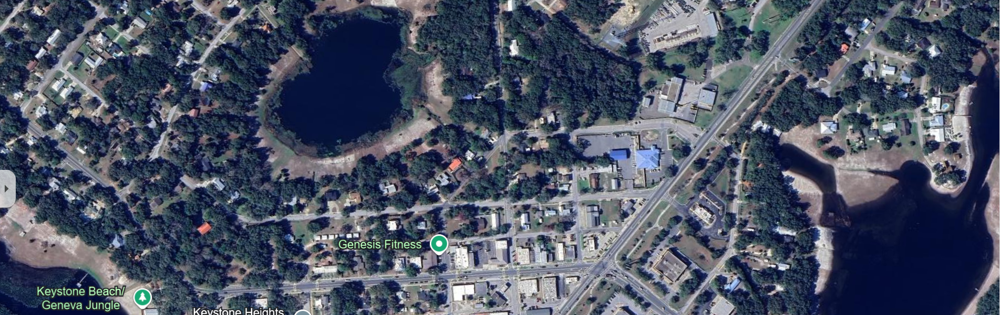 Genesis Fitness
Keystone Beach/
Geneva Jungle
Keystone Heights